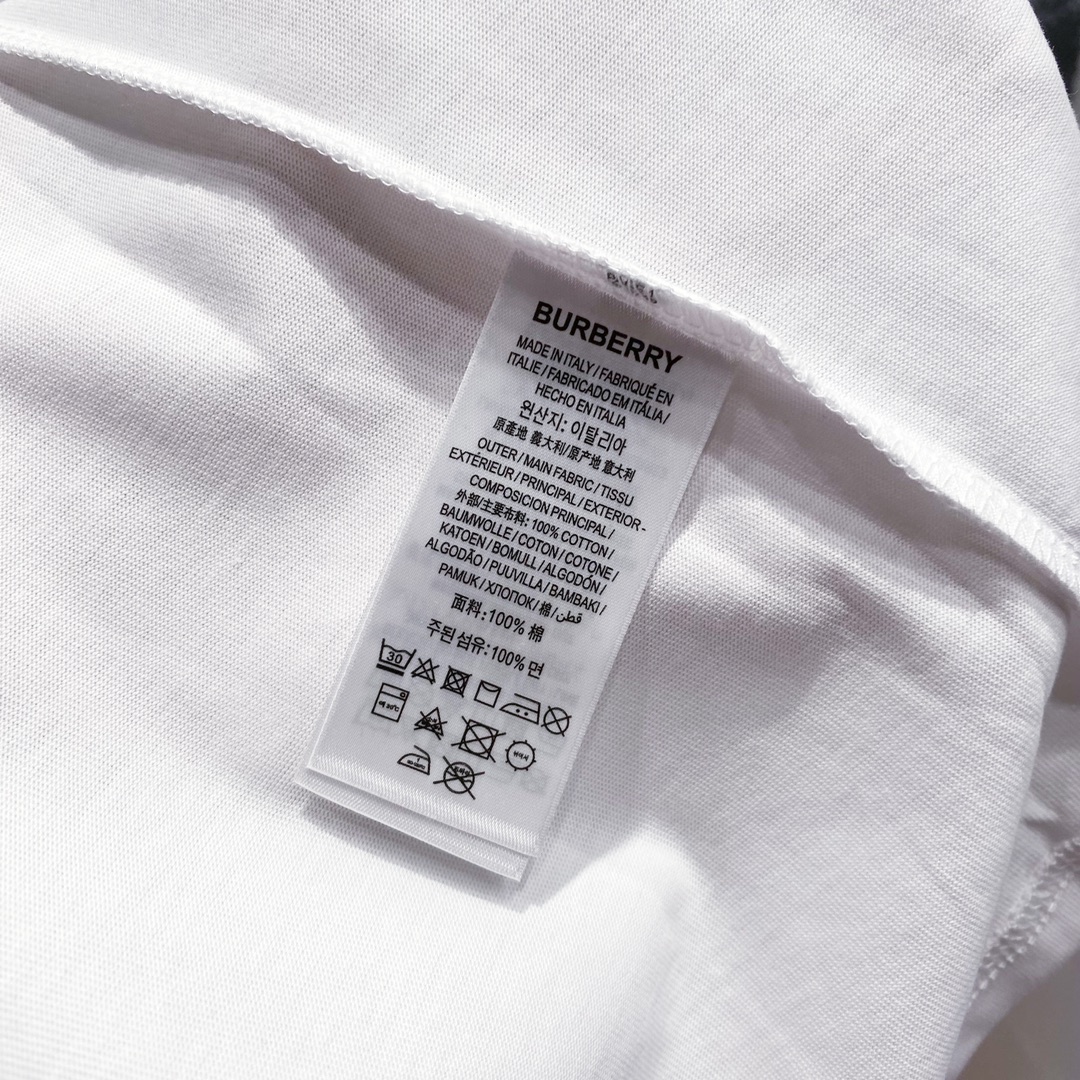 BURBERRY
MADE IN ITALY / FABRIQUÉ EN
ITALIE / FABRICADO EM ITÁLIA /
HECHO EN ITALIA
원산지: 이탈리아
原產地 義大利/原产地 意大利
OUTER / MAIN FABRIC / TISSU
EXTÉRIEUR / PRINCIPAL / EXTERIOR -
COMPOSICION PRINCIPAL /
外部/主要布料: 100% COTTON /
BAUMWOLLE / COTON / COTONE /
KATOEN / BOMULL / ALGODÓN /
ALGODÃO / PUUVILLA / BAMBAKI /
PAMUK / ХЛОПОК / 棉 / قطن
面料: 100% 棉
주된 섬유: 100% 면
30